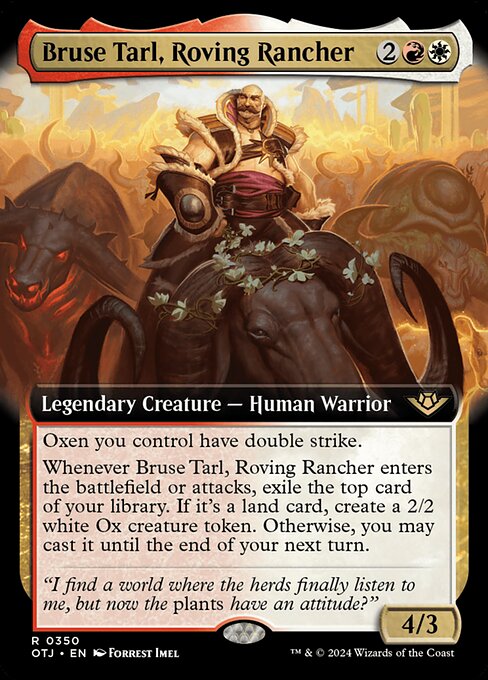 Bruse Tarl, Roving Rancher 2
Legendary Creature — Human Warrior
Oxen you control have double strike.
Whenever Bruse Tarl, Roving Rancher enters
the battlefield or attacks, exile the top card
of your library. If it's a land card, create a 2/2
white Ox creature token. Otherwise, you may
cast it until the end of your next turn.
“I find a world where the herds finally listen to
me, but now the plants have an attitude?”
4/3
R 0350
OTJ • EN Forrest Imel
™ & © 2024 Wizards of the Coast